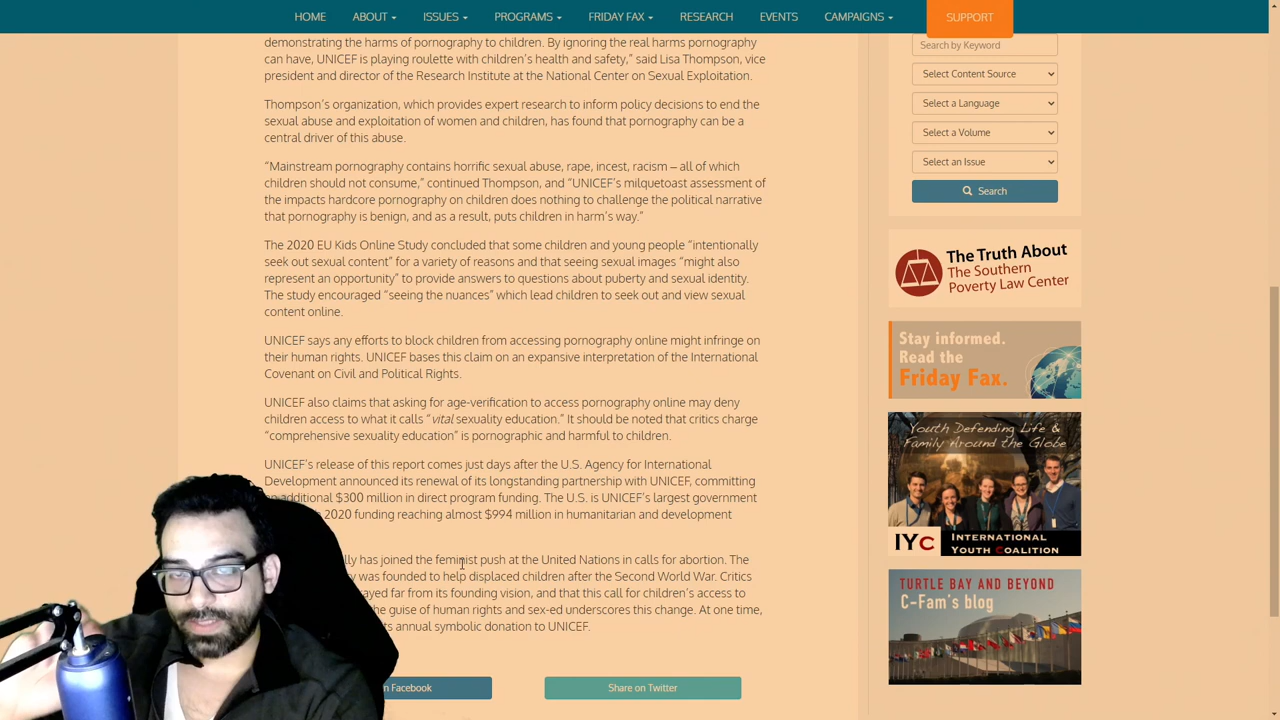 HOME ABOUT ISSUES PROGRAMS FRIDAY FAX RESEARCH EVENTS CAMPAIGNS SUPPORT
demonstrating the harms of pornography to children. By ignoring the real harms pornography
can have, UNICEF is playing roulette with children’s health and safety,” said Lisa Thompson, vice
president and director of the Research Institute at the National Center on Sexual Exploitation.
Thompson’s organization, which provides expert research to inform policy decisions to end the
sexual abuse and exploitation of women and children, has found that pornography can be a
central driver of this abuse.
“Mainstream pornography contains horrific sexual abuse, rape, incest, racism – all of which
children should not consume,” continued Thompson, and “UNICEF’s milquetoast assessment of
the impacts hardcore pornography on children does nothing to challenge the political narrative
that pornography is benign, and as a result, puts children in harm’s way.”
The 2020 EU Kids Online Study concluded that some children and young people “intentionally
seek out sexual content” for a variety of reasons and that seeing sexual images “might also
represent an opportunity” to provide answers to questions about puberty and sexual identity.
The study encouraged “seeing the nuances” which lead children to seek out and view sexual
content online.
UNICEF says any efforts to block children from accessing pornography online might infringe on
their human rights. UNICEF bases this claim on an expansive interpretation of the International
Covenant on Civil and Political Rights.
UNICEF also claims that asking for age-verification to access pornography online may deny
children access to what it calls “vital sexuality education.” It should be noted that critics charge
“comprehensive sexuality education” is pornographic and harmful to children.
UNICEF’s release of this report comes just days after the U.S. Agency for International
Development announced its renewal of its longstanding partnership with UNICEF, committing
additional $300 million in direct program funding. The U.S. is UNICEF’s largest government
2020 funding reaching almost $994 million in humanitarian and development
has joined the feminist push at the United Nations in calls for abortion. The
was founded to help displaced children after the Second World War. Critics
far from its founding vision, and that this call for children’s access to
guise of human rights and sex-ed underscores this change. At one time,
annual symbolic donation to UNICEF.
Facebook
Share on Twitter
Search by Keyword
Select Content Source
Select a Language
Select a Volume
Select an Issue
Search
The Truth About
The Southern
Poverty Law Center
Stay informed.
Read the
Friday Fax.
Youth Defending Life &
Family Around the Globe
IYC INTERNATIONAL
YOUTH COALITION
TURTLE BAY AND BEYOND
C-Fam’s blog